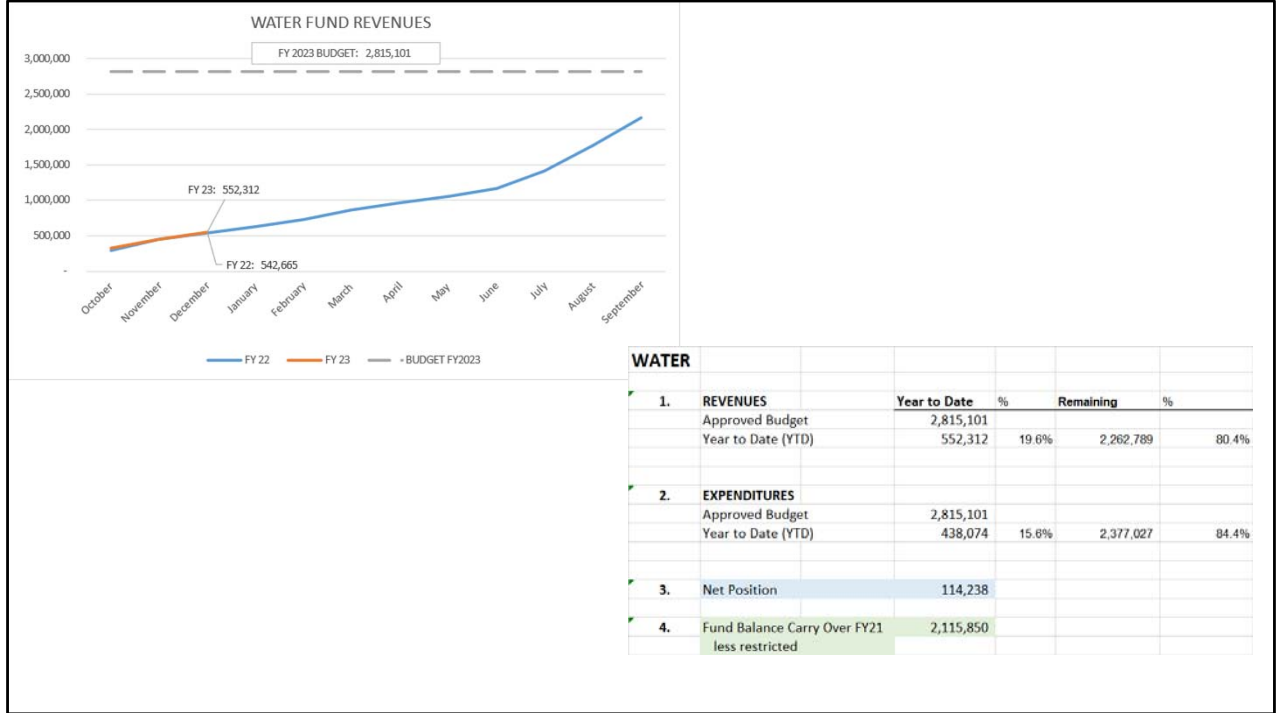 WATER FUND REVENUES
FY 2023 BUDGET: 2,815,101
3,000,000
2,500,000
2,000,000
1,500,000
1,000,000
500,000
-
FY 23: 552,312
FY 22: 542,665
October November December January February March April May June July August September
FY 22 FY 23 BUDGET FY2023
WATER
1. REVENUES Year to Date % Remaining %
Approved Budget 2,815,101
Year to Date (YTD) 552,312 19.6% 2,262,789 80.4%
2. EXPENDITURES
Approved Budget 2,815,101
Year to Date (YTD) 438,074 15.6% 2,377,027 84.4%
3. Net Position 114,238
4. Fund Balance Carry Over FY21 2,115,850
less restricted